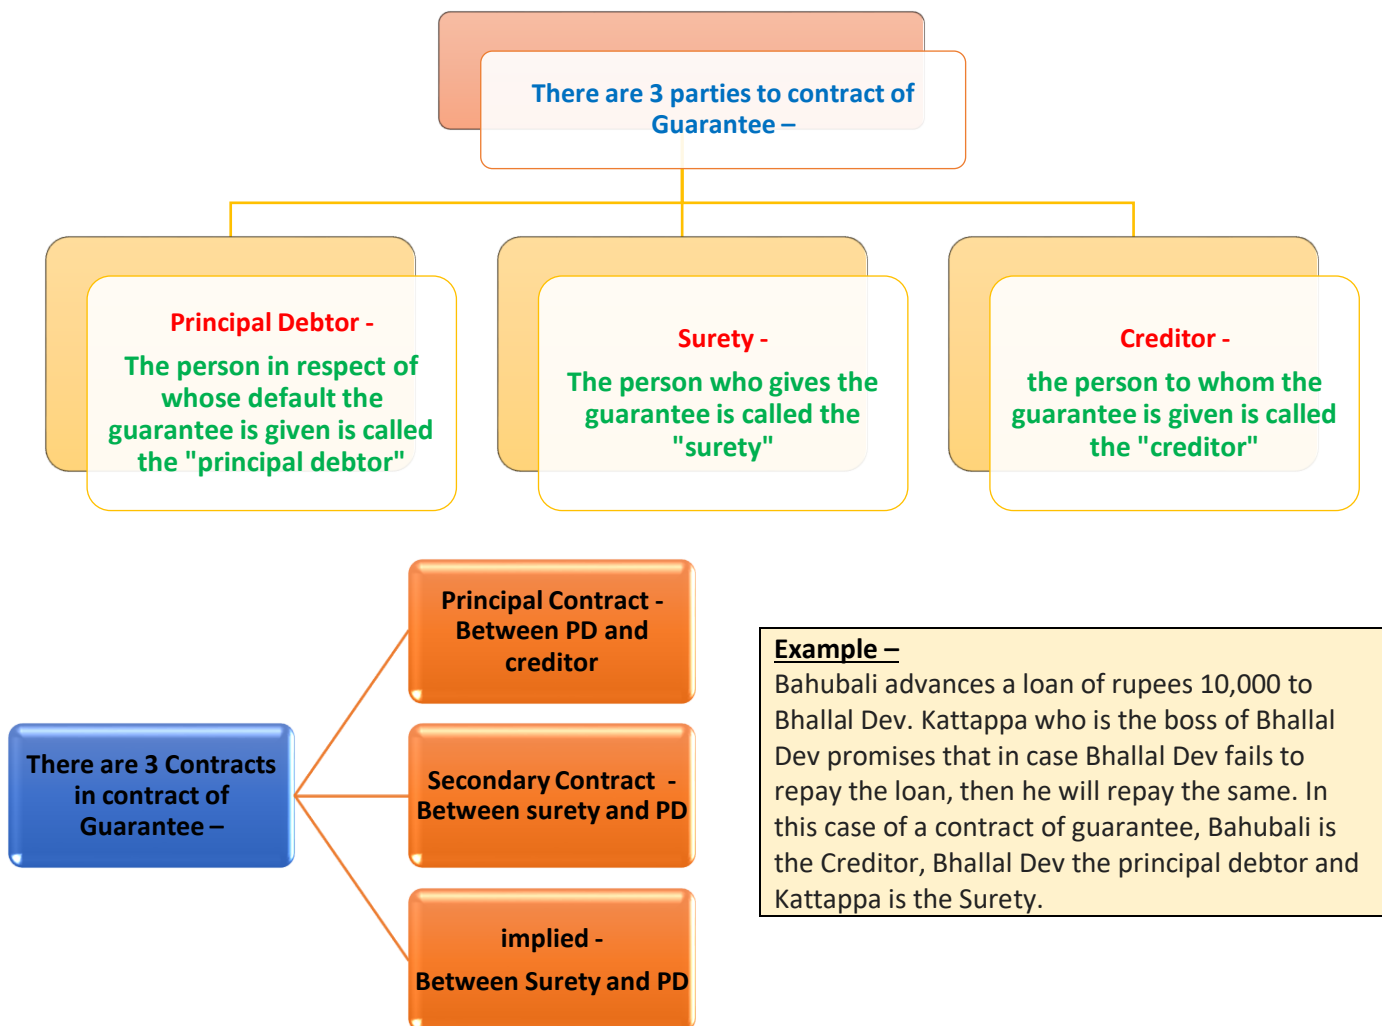 There are 3 parties to contract of
Guarantee –
Principal Debtor -
The person in respect of
whose default the
guarantee is given is called
the "principal debtor"
Surety -
The person who gives the
guarantee is called the
"surety"
Creditor -
the person to whom the
guarantee is given is called
the "creditor"
There are 3 Contracts
in contract of
Guarantee –
Principal Contract -
Between PD and
creditor
Secondary Contract -
Between surety and PD
implied -
Between Surety and PD
Example –
Bahubali advances a loan of rupees 10,000 to
Bhallal Dev. Kattappa who is the boss of Bhallal
Dev promises that in case Bhallal Dev fails to
repay the loan, then he will repay the same. In
this case of a contract of guarantee, Bahubali is
the Creditor, Bhallal Dev the principal debtor and
Kattappa is the Surety.